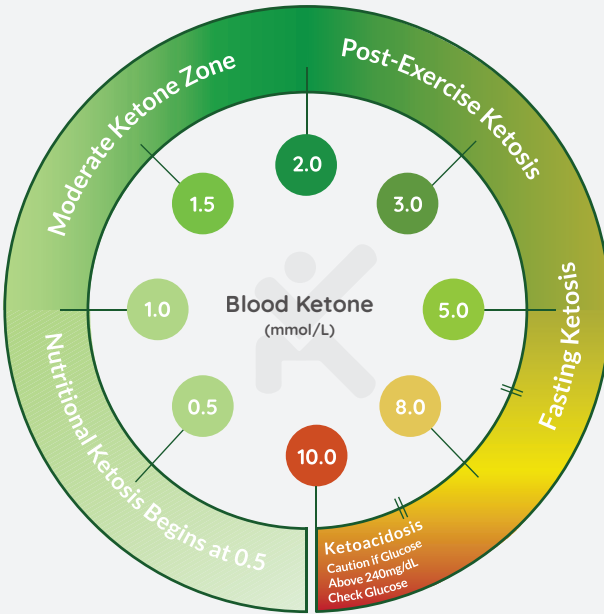 Moderate Ketone Zone
Post-Exercise Ketosis
2.0
1.5
3.0
Blood Ketone
(mmol/L)
1.0
5.0
Fasting Ketosis
Nutritional Ketosis Begins at 0.5
0.5
8.0
10.0
Ketoacidosis
Caution if Glucose
Above 240mg/dL
Check Glucose